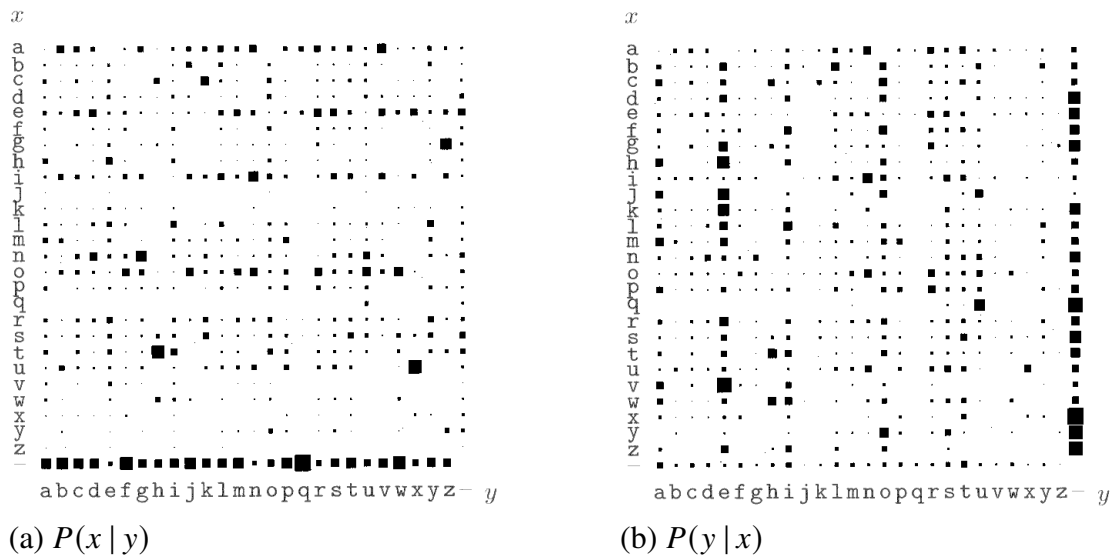 x
a
b
c
d
e
f
g
h
i
j
k
l
m
n
o
p
q
r
s
t
u
v
w
x
y
z
–
abcdefghijklmnopqrstuvwxyz– y
(a) P(x | y)
x
a
b
c
d
e
f
g
h
i
j
k
l
m
n
o
p
q
r
s
t
u
v
w
x
y
z
–
abcdefghijklmnopqrstuvwxyz– y
(b) P(y | x)